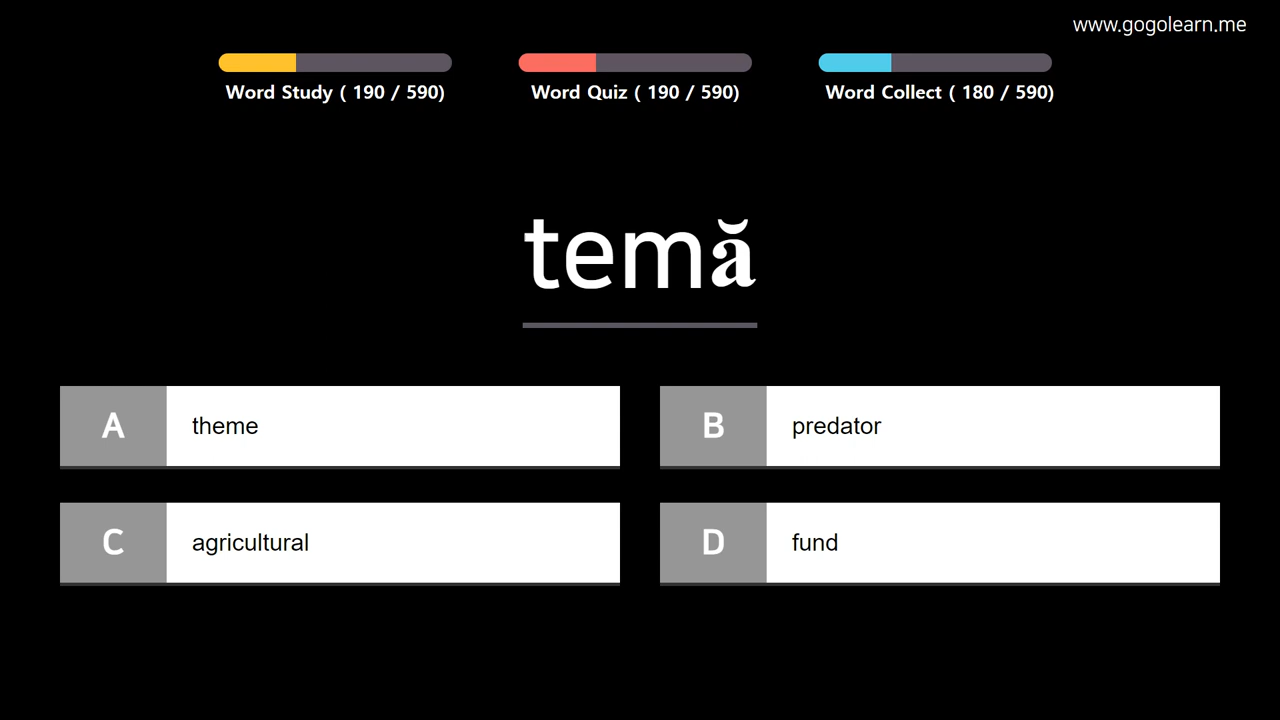 www.gogolearn.me
Word Study ( 190 / 590)
Word Quiz ( 190 / 590)
Word Collect ( 180 / 590)
temă
A theme
B predator
C agricultural
D fund